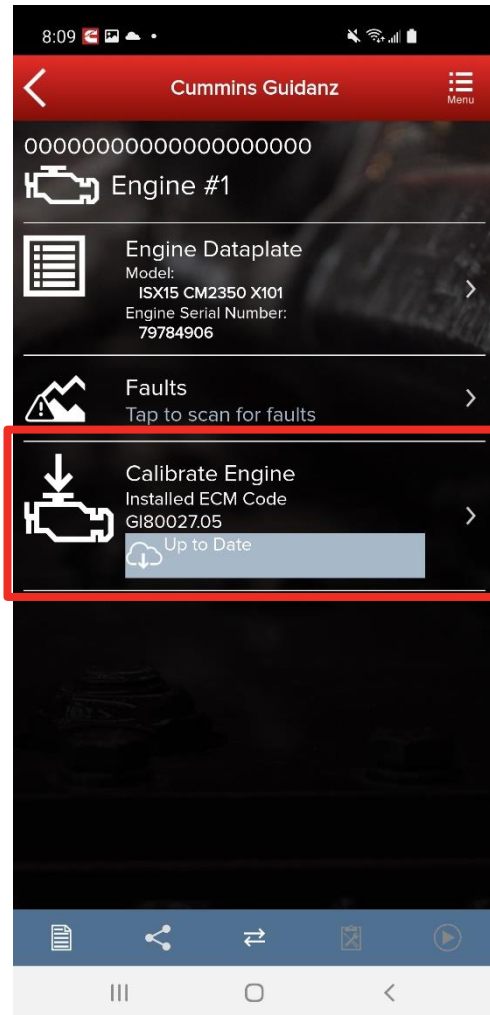 8:09
Cummins Guidanz
Menu
00000000000000000000
Engine #1
Engine Dataplate
Model:
ISX15 CM2350 X101
Engine Serial Number:
79784906
Faults
Tap to scan for faults
Calibrate Engine
Installed ECM Code
GI80027.05
Up to Date